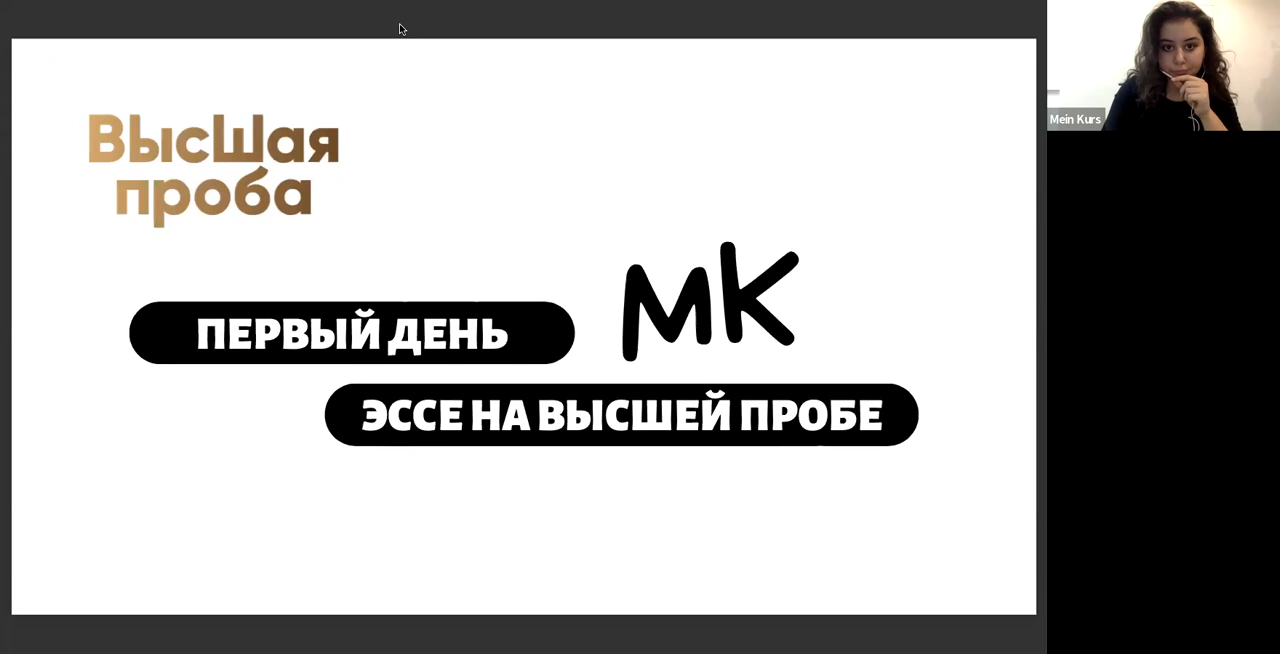 ВысШая
проба
ПЕРВЫЙ ДЕНЬ
МК
ЭССЕ НА ВЫСШЕЙ ПРОБЕ
Mein Kurs